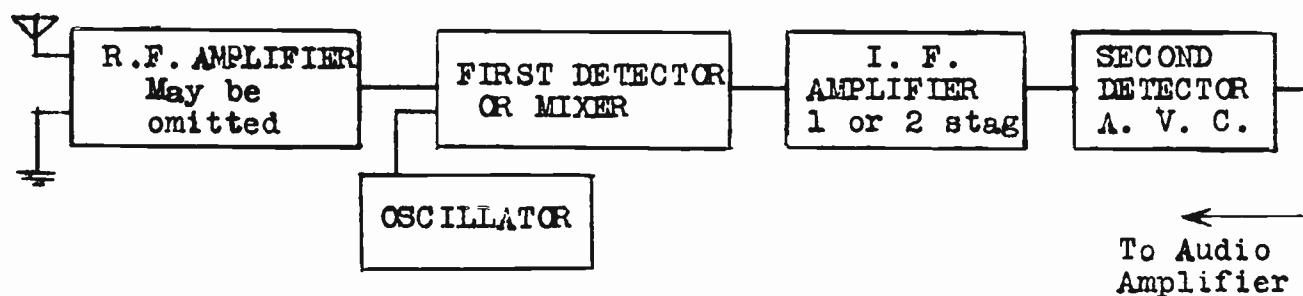 R.F. AMPLIFIER
May be
omitted
FIRST DETECTOR
OR MIXER
I. F.
AMPLIFIER
1 or 2 stag
SECOND
DETECTOR
A. V. C.
OSCILLATOR
To Audio
Amplifier